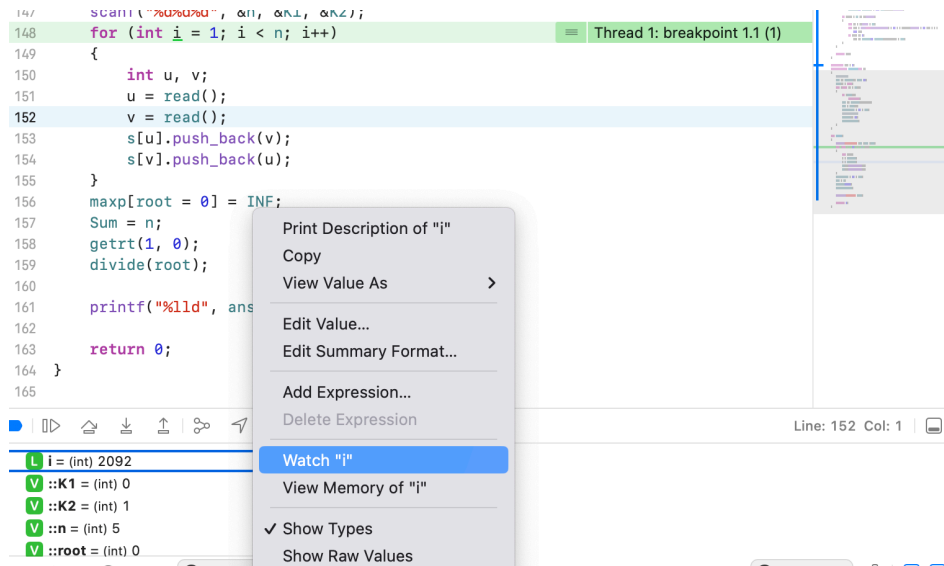 147 scanf("%d%d%d", &n, &K1, &K2);
148 for (int i = 1; i < n; i++) Thread 1: breakpoint 1.1 (1)
149 {
150 int u, v;
151 u = read();
152 v = read();
153 s[u].push_back(v);
154 s[v].push_back(u);
155 }
156 maxp[root = 0] = INF;
157 Sum = n;
158 getrt(1, 0);
159 divide(root);
160
161 printf("%lld", ans
162
163 return 0;
164 }
165
Print Description of "i"
Copy
View Value As
Edit Value...
Edit Summary Format...
Add Expression...
Delete Expression
Watch "i"
View Memory of "i"
✓ Show Types
Show Raw Values
Line: 152 Col: 1
L i = (int) 2092
V ::K1 = (int) 0
V ::K2 = (int) 1
V ::n = (int) 5
V ::root = (int) 0